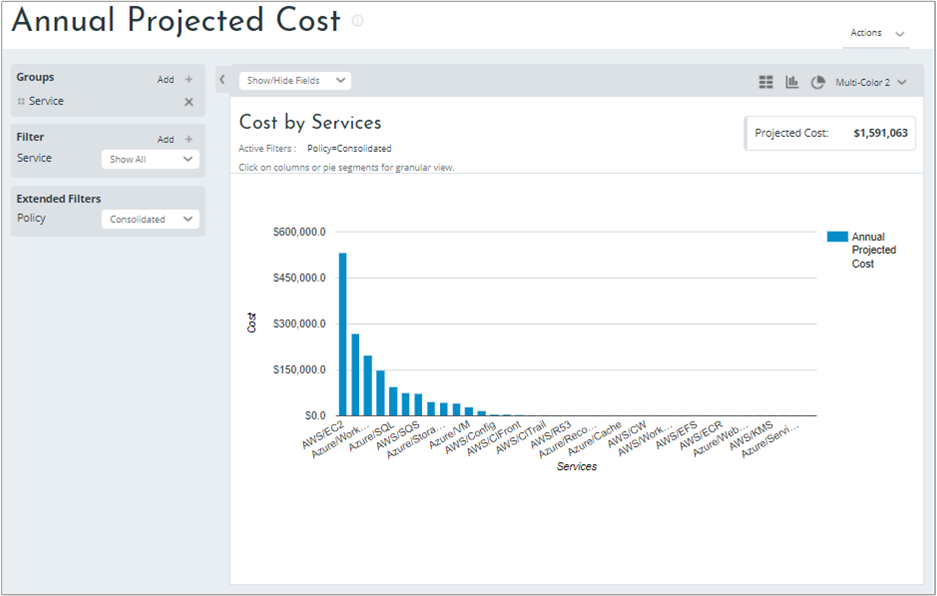 Annual Projected Cost
Actions
Groups
Add +
Service
Filter
Add +
Service
Show All
Extended Filters
Policy
Consolidated
Show/Hide Fields
Multi-Color 2
Cost by Services
Active Filters : Policy=Consolidated
Click on columns or pie segments for granular view.
Projected Cost: $1,591,063
$600,000.0
$450,000.0
$300,000.0
$150,000.0
$0.0
Cost
AWS/EC2
Azure/Work...
Azure/SQL
AWS/SQS
Azure/Stora...
Azure/VM
AWS/Config
AWS/ClFront
AWS/ClTrail
AWS/R53
Azure/Reco...
Azure/Cache
AWS/CW
AWS/Work...
AWS/EFS
AWS/ECR
Azure/Web...
AWS/KMS
Azure/Servi...
Services
Annual
Projected
Cost